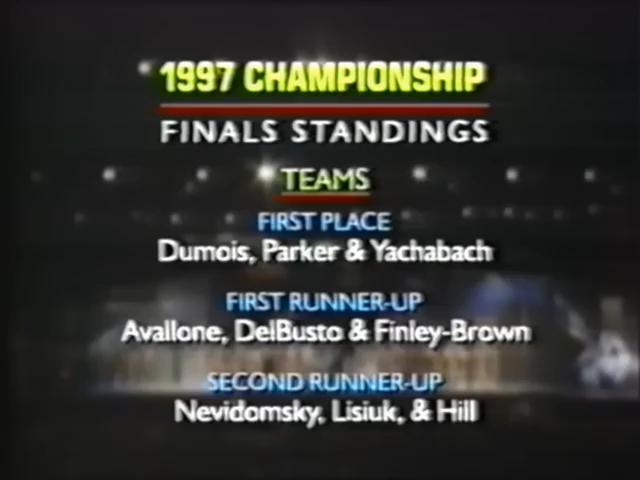 1997 CHAMPIONSHIP
FINALS STANDINGS
TEAMS
FIRST PLACE
Dumois, Parker & Yachabach
FIRST RUNNER-UP
Avallone, DelBusto & Finley-Brown
SECOND RUNNER-UP
Nevidomsky, Lisiuk, & Hill